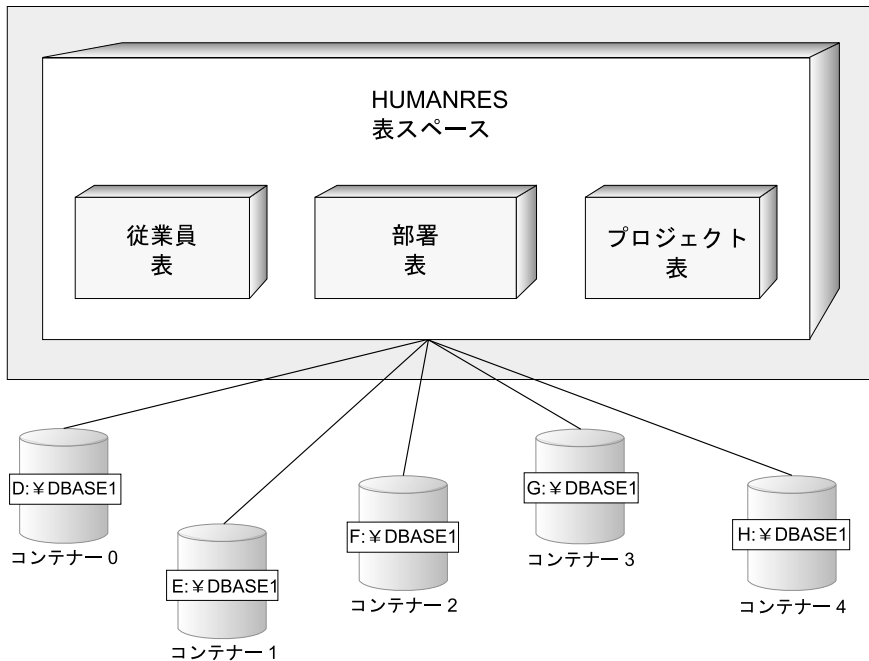 HUMANRES
表スペース
従業員
表
部署
表
プロジェクト
表
D:￥DBASE1
コンテナー 0
E:￥DBASE1
コンテナー 1
F:￥DBASE1
コンテナー 2
G:￥DBASE1
コンテナー 3
H:￥DBASE1
コンテナー 4